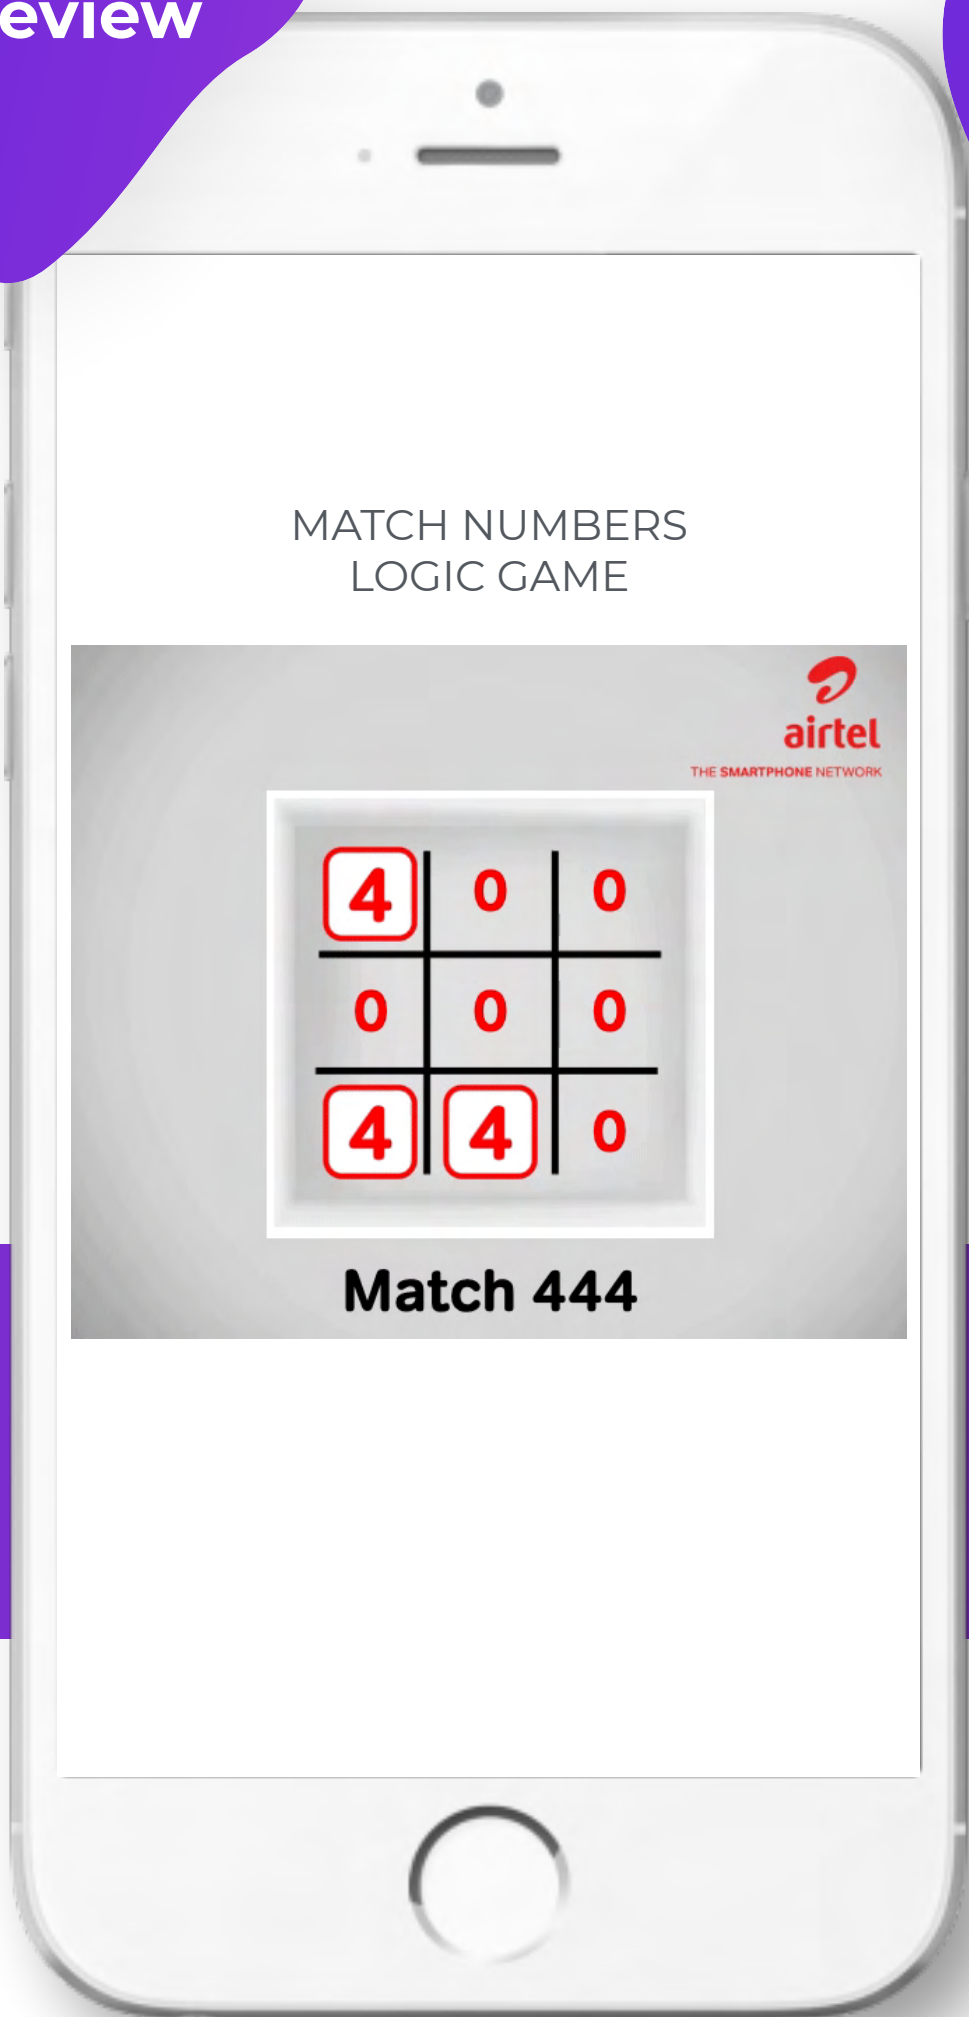 eview
MATCH NUMBERS
LOGIC GAME
airtel
THE SMARTPHONE NETWORK
4 0 0
0 0 0
4 4 0
Match 444